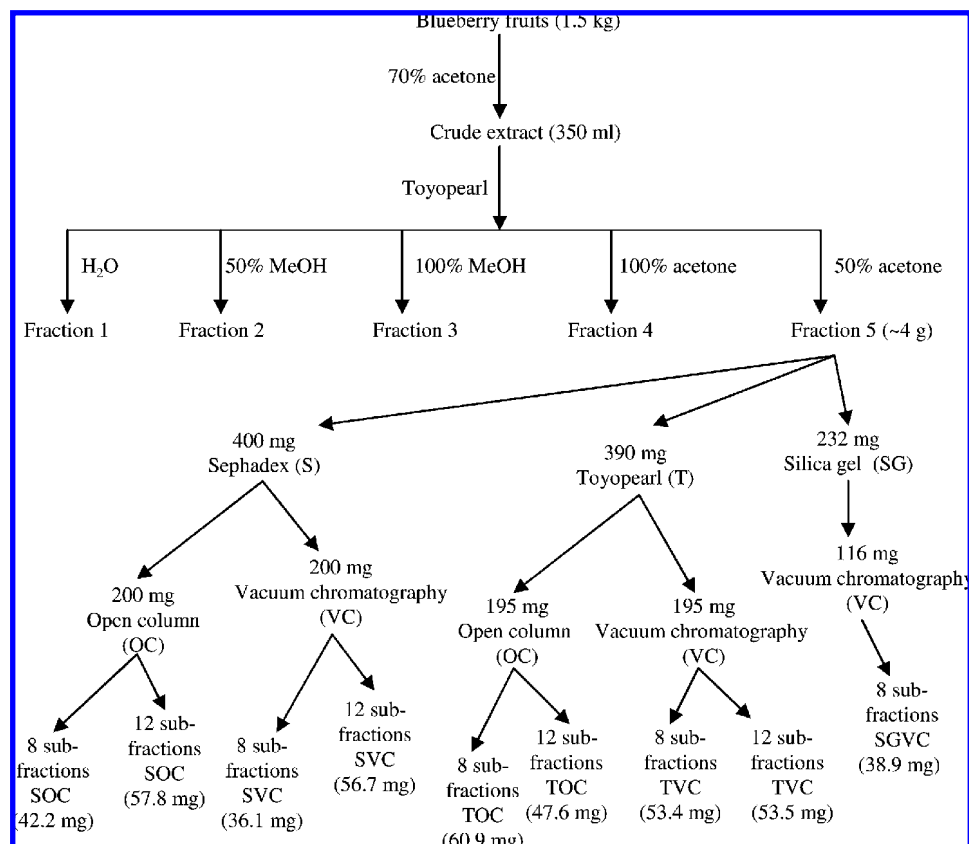 Blueberry fruits (1.5 kg)
70% acetone
Crude extract (350 ml)
Toyopearl
H₂O
50% MeOH
100% MeOH
100% acetone
50% acetone
Fraction 1
Fraction 2
Fraction 3
Fraction 4
Fraction 5 (~4 g)
400 mg
Sephadex (S)
390 mg
Toyopearl (T)
232 mg
Silica gel (SG)
200 mg
Open column
(OC)
200 mg
Vacuum chromatography
(VC)
195 mg
Open column
(OC)
195 mg
Vacuum chromatography
(VC)
116 mg
Vacuum chromatography
(VC)
8 sub-
fractions
SOC
(42.2 mg)
12 sub-
fractions
SOC
(57.8 mg)
8 sub-
fractions
SVC
(36.1 mg)
12 sub-
fractions
SVC
(56.7 mg)
8 sub-
fractions
TOC
(60.9 mg)
12 sub-
fractions
TOC
(47.6 mg)
8 sub-
fractions
TVC
(53.4 mg)
12 sub-
fractions
TVC
(53.5 mg)
8 sub-
fractions
SGVC
(38.9 mg)